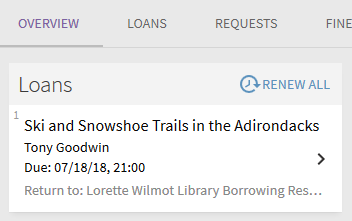 OVERVIEW LOANS REQUESTS FINE
Loans RENEW ALL
1
Ski and Snowshoe Trails in the Adirondacks
Tony Goodwin
Due: 07/18/18, 21:00
Return to: Lorette Wilmot Library Borrowing Res…